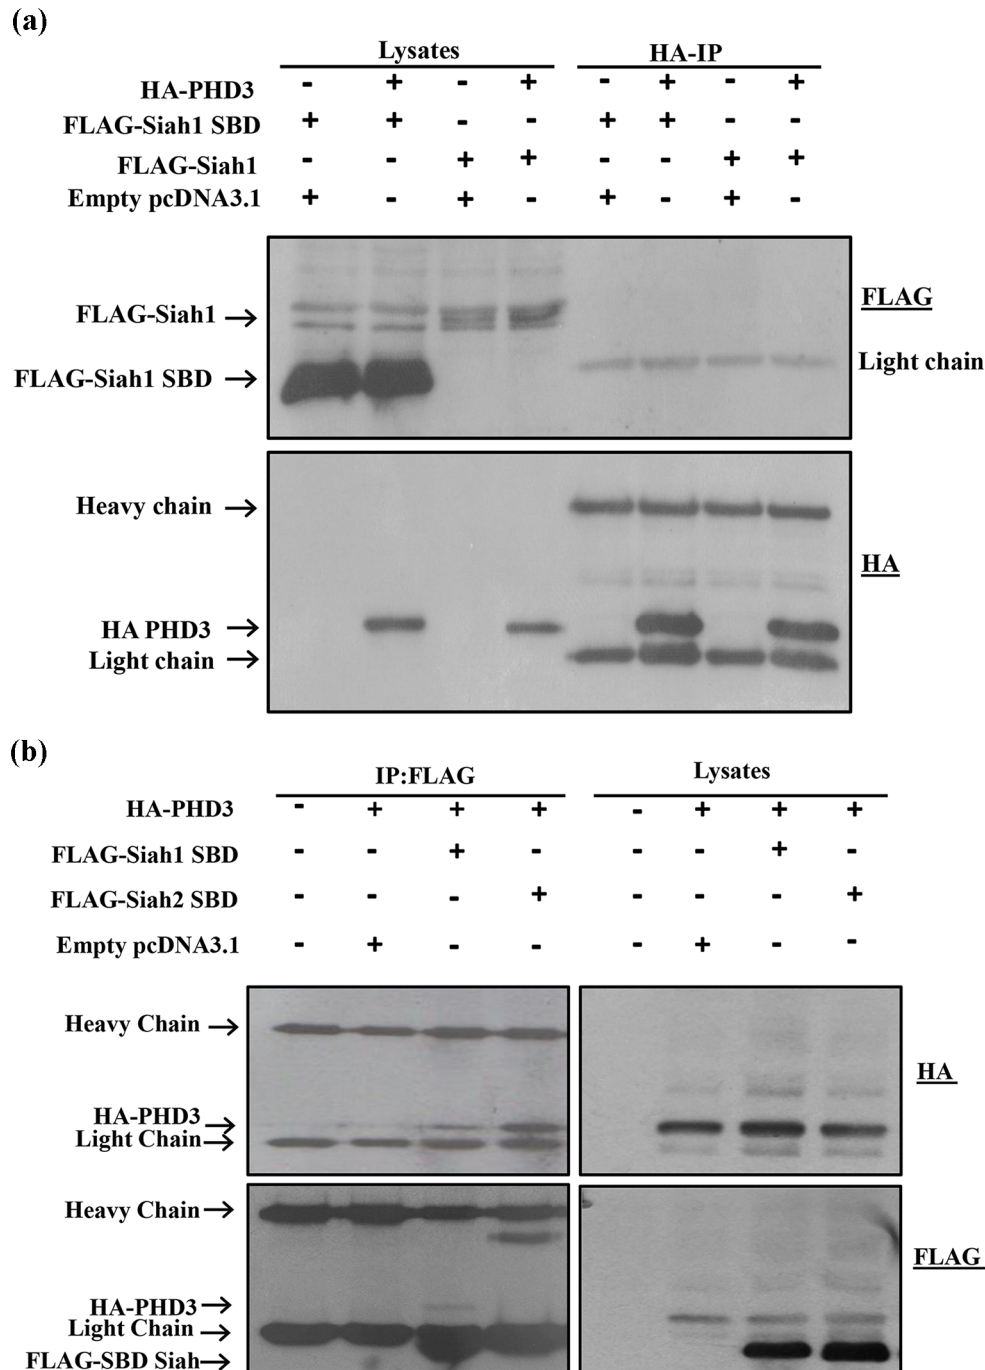 (a)
Lysates HA-IP
HA-PHD3 - + - + - + - +
FLAG-Siah1 SBD + + - - + + - -
FLAG-Siah1 - - + + - - + +
Empty pcDNA3.1 + - + - + - + -
FLAG-Siah1 →
FLAG
Light chain
FLAG-Siah1 SBD →
Heavy chain →
HA
HA PHD3 →
Light chain →
(b)
IP:FLAG Lysates
HA-PHD3 - + + + - + + +
FLAG-Siah1 SBD - - + - - - + -
FLAG-Siah2 SBD - - - + - - - +
Empty pcDNA3.1 - + - - - + - -
Heavy Chain →
HA
HA-PHD3 →
Light Chain →
Heavy Chain →
FLAG
HA-PHD3 →
Light Chain →
FLAG-SBD Siah →